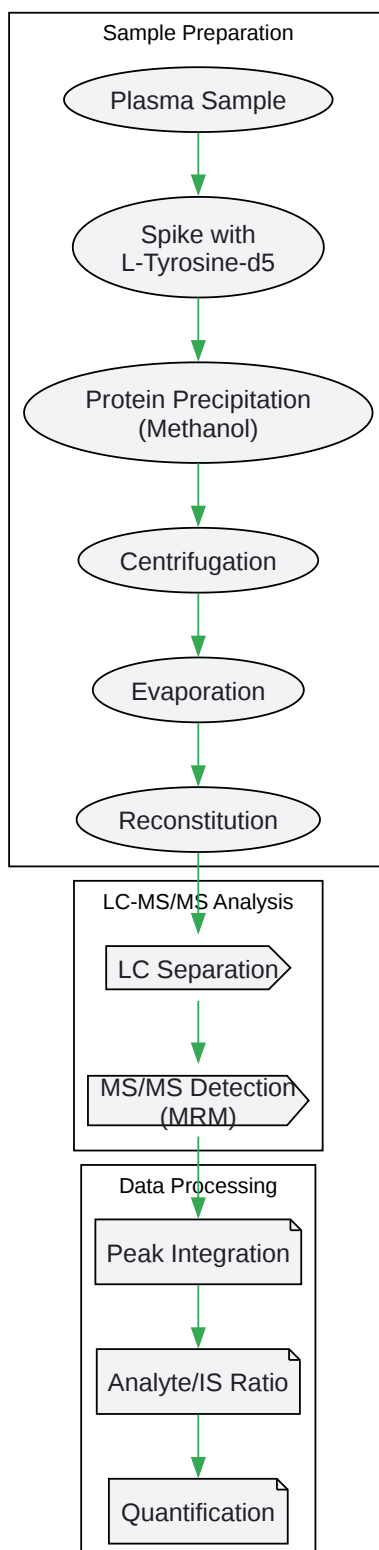 Sample Preparation
Plasma Sample
Spike with
L-Tyrosine-d5
Protein Precipitation
(Methanol)
Centrifugation
Evaporation
Reconstitution
LC-MS/MS Analysis
LC Separation
MS/MS Detection
(MRM)
Data Processing
Peak Integration
Analyte/IS Ratio
Quantification